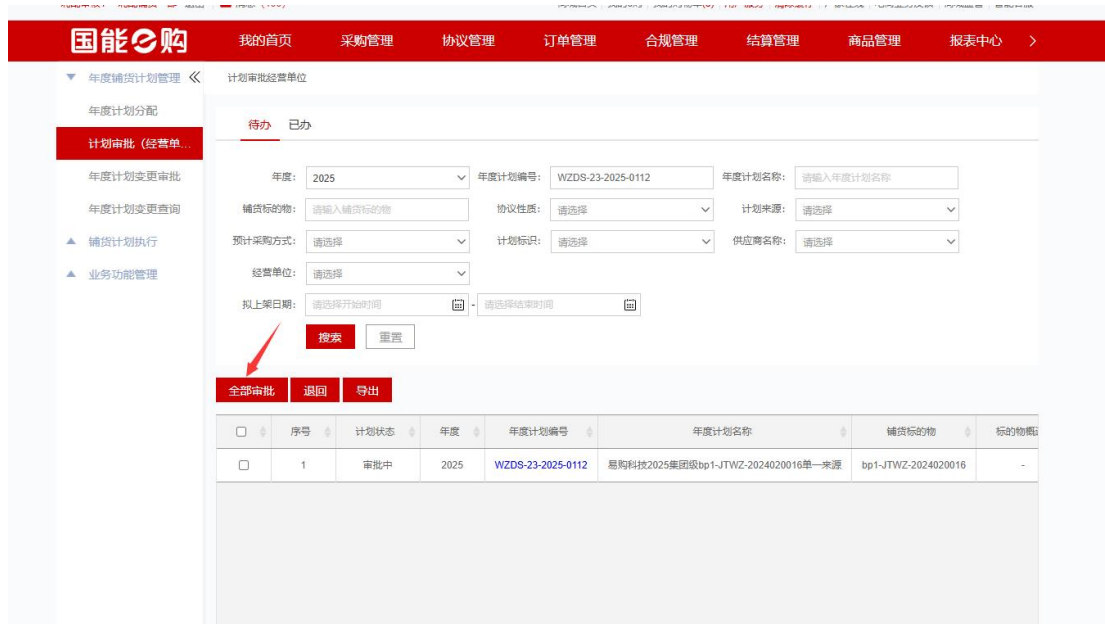 国能e购 我的首页 采购管理 协议管理 订单管理 合规管理 结算管理 商品管理 报表中心
年度铺货计划管理 计划审批经营单位
年度计划分配
待办 已办
计划审批（经营单...
年度计划变更审批 年度: 2025 年度计划编号: WZDS-23-2025-0112 年度计划名称: 请输入年度计划名称
年度计划变更查询 铺货标的物: 请输入铺货标的物 协议性质: 请选择 计划来源: 请选择
铺货计划执行 预计采购方式: 请选择 计划标识: 请选择 供应商名称: 请选择
业务功能管理 经营单位: 请选择
拟上架日期: 请选择开始时间 - 请选择结束时间
搜索 重置
全部审批 退回 导出
序号 计划状态 年度 年度计划编号 年度计划名称 铺货标的物 标的物概
1 审批中 2025 WZDS-23-2025-0112 易购科技2025集团级bp1-JTWZ-2024020016单一来源 bp1-JTWZ-2024020016 -